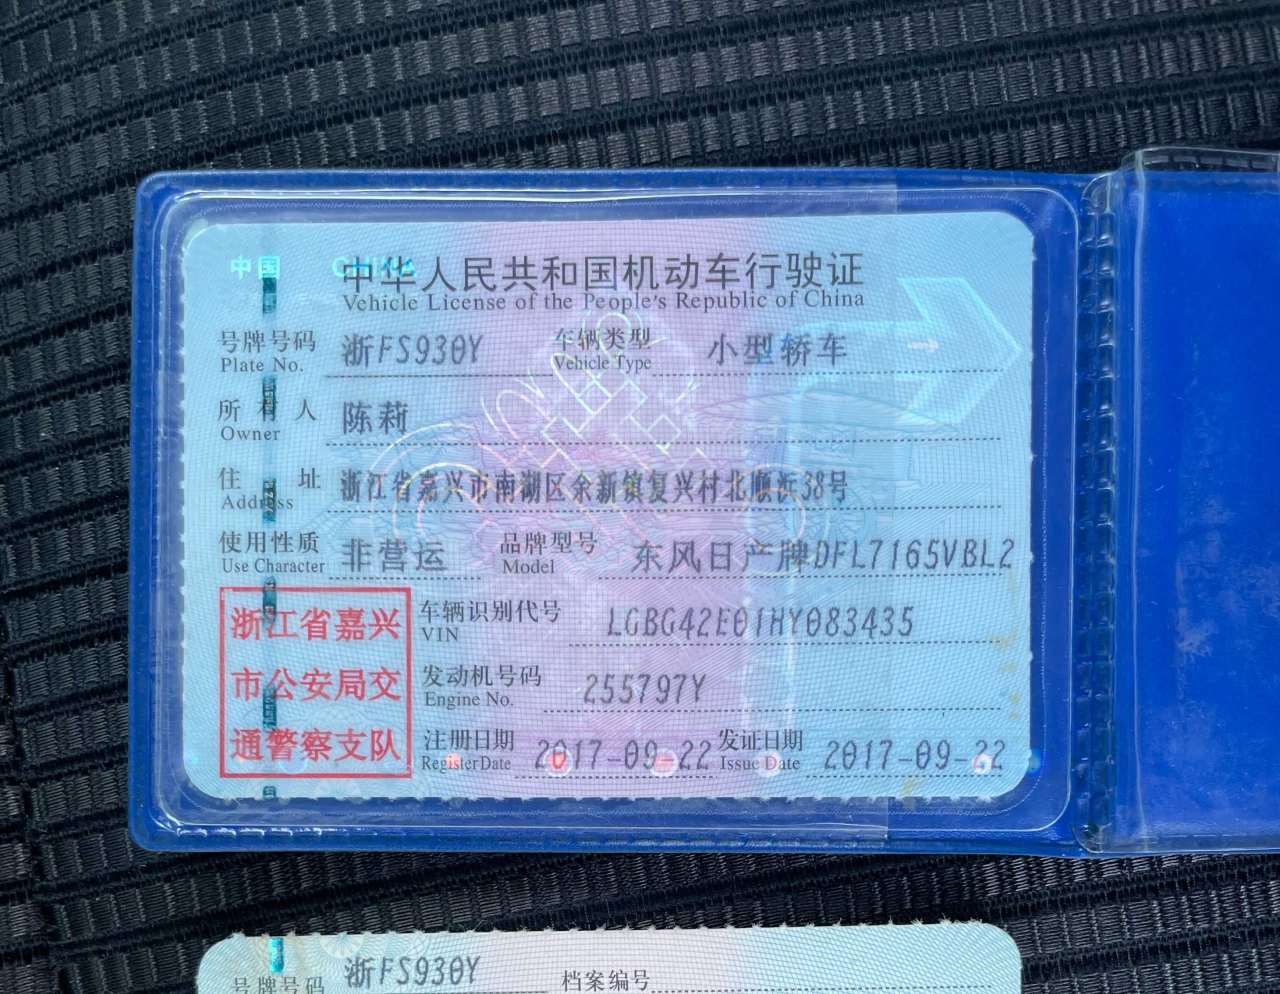 中国 CHINA
中华人民共和国机动车行驶证
Vehicle License of the People's Republic of China
号牌号码 浙FS930Y 车辆类型 小型轿车
Plate No. Vehicle Type
所有人 陈莉
Owner
住址 浙江省嘉兴市南湖区余新镇复兴村北顺浜38号
Address
使用性质 非营运 品牌型号 东风日产牌DFL7165VBL2
Use Character Model
浙江省嘉兴
市公安局交
通警察支队
车辆识别代号 LGBG42E01HY083435
VIN
发动机号码 255797Y
Engine No.
注册日期 2017-09-22 发证日期 2017-09-22
Register Date Issue Date
号牌号码 浙FS930Y 档案编号